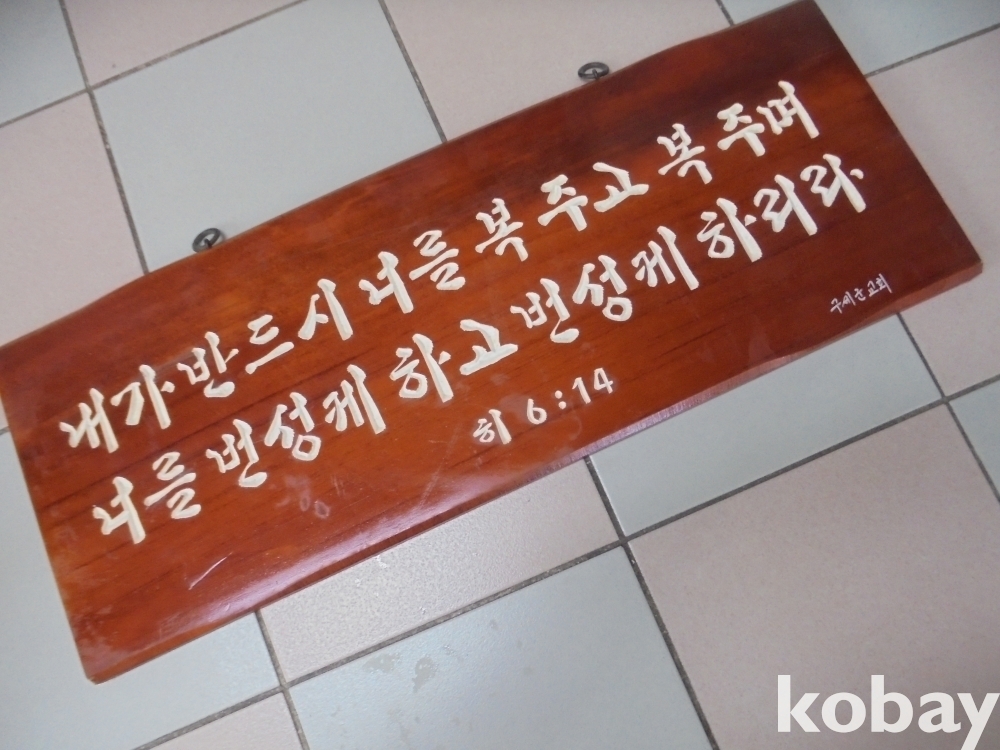 내가 반드시 너를 복 주고 복 주며
너를 번성케 하고 번성케 하리라.
히 6:14
구세군교회
kobay